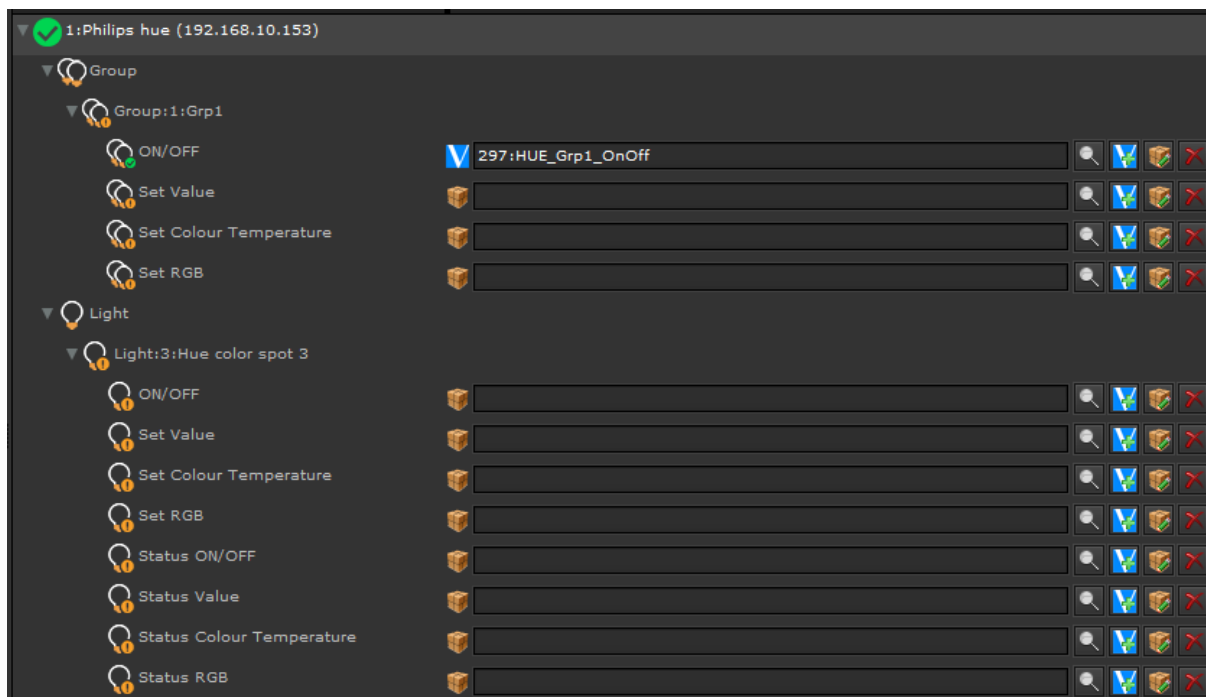 1:Philips hue (192.168.10.153)
Group
Group:1:Grp1
ON/OFF 297:HUE_Grp1_OnOff
Set Value
Set Colour Temperature
Set RGB
Light
Light:3:Hue color spot 3
ON/OFF
Set Value
Set Colour Temperature
Set RGB
Status ON/OFF
Status Value
Status Colour Temperature
Status RGB